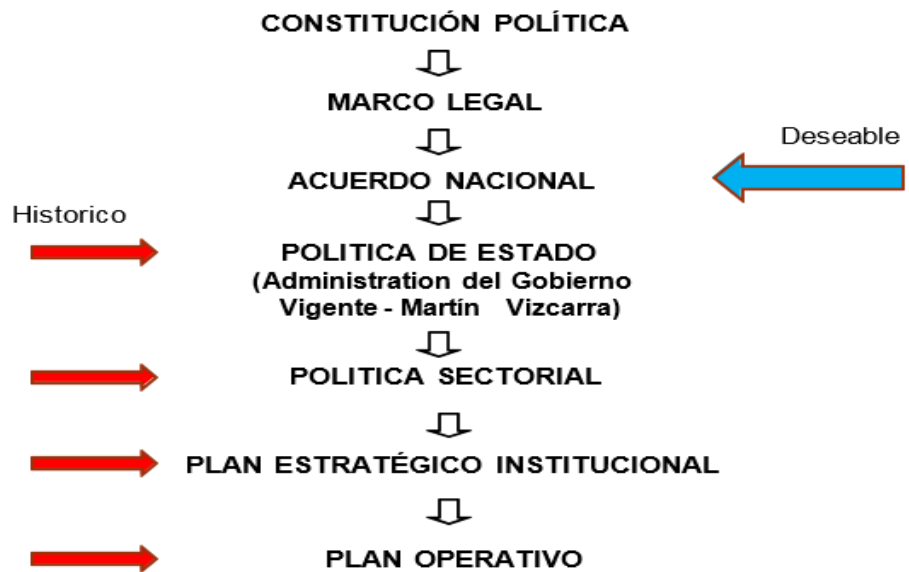 CONSTITUCIÓN POLÍTICA
MARCO LEGAL
Deseable
ACUERDO NACIONAL
Historico
POLITICA DE ESTADO
(Administration del Gobierno
Vigente - Martín Vizcarra)
POLITICA SECTORIAL
PLAN ESTRATÉGICO INSTITUCIONAL
PLAN OPERATIVO